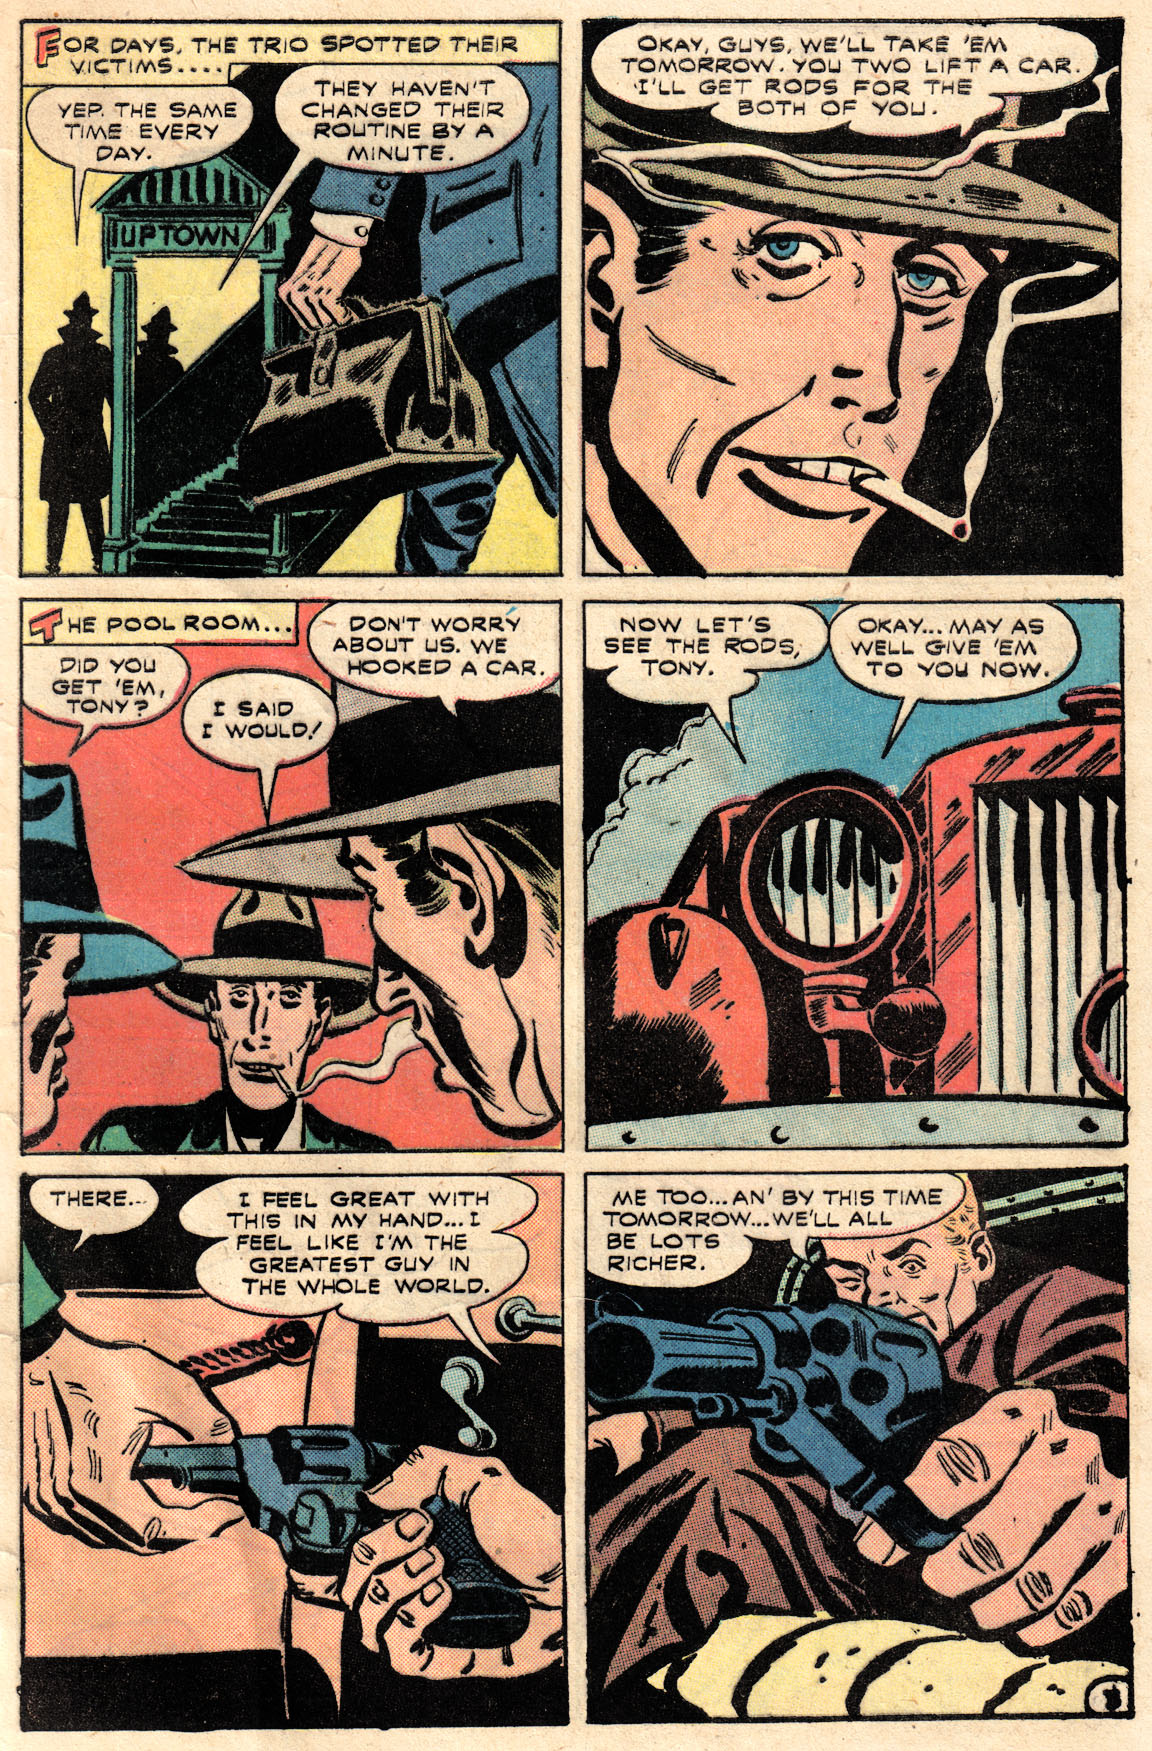 FOR DAYS, THE TRIO SPOTTED THEIR
VICTIMS....
YEP. THE SAME
TIME EVERY
DAY.
THEY HAVEN'T
CHANGED THEIR
ROUTINE BY A
MINUTE.
UPTOWN
OKAY, GUYS, WE'LL TAKE 'EM
TOMORROW. YOU TWO LIFT A CAR.
I'LL GET RODS FOR THE
BOTH OF YOU.
THE POOL ROOM...
DID YOU
GET 'EM,
TONY?
I SAID
I WOULD!
DON'T WORRY
ABOUT US. WE
HOOKED A CAR.
NOW LET'S
SEE THE RODS,
TONY.
OKAY... MAY AS
WELL GIVE 'EM
TO YOU NOW.
THERE...
I FEEL GREAT WITH
THIS IN MY HAND... I
FEEL LIKE I'M THE
GREATEST GUY IN
THE WHOLE WORLD.
ME TOO... AN' BY THIS TIME
TOMORROW... WE'LL ALL
BE LOTS
RICHER.